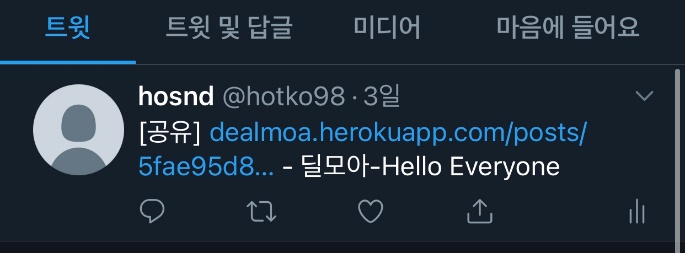 트윗 트윗 및 답글 미디어 마음에 들어요
hosnd @hotko98 · 3일
[공유] dealmoa.herokuapp.com/posts/
5fae95d8... - 딜모아-Hello Everyone